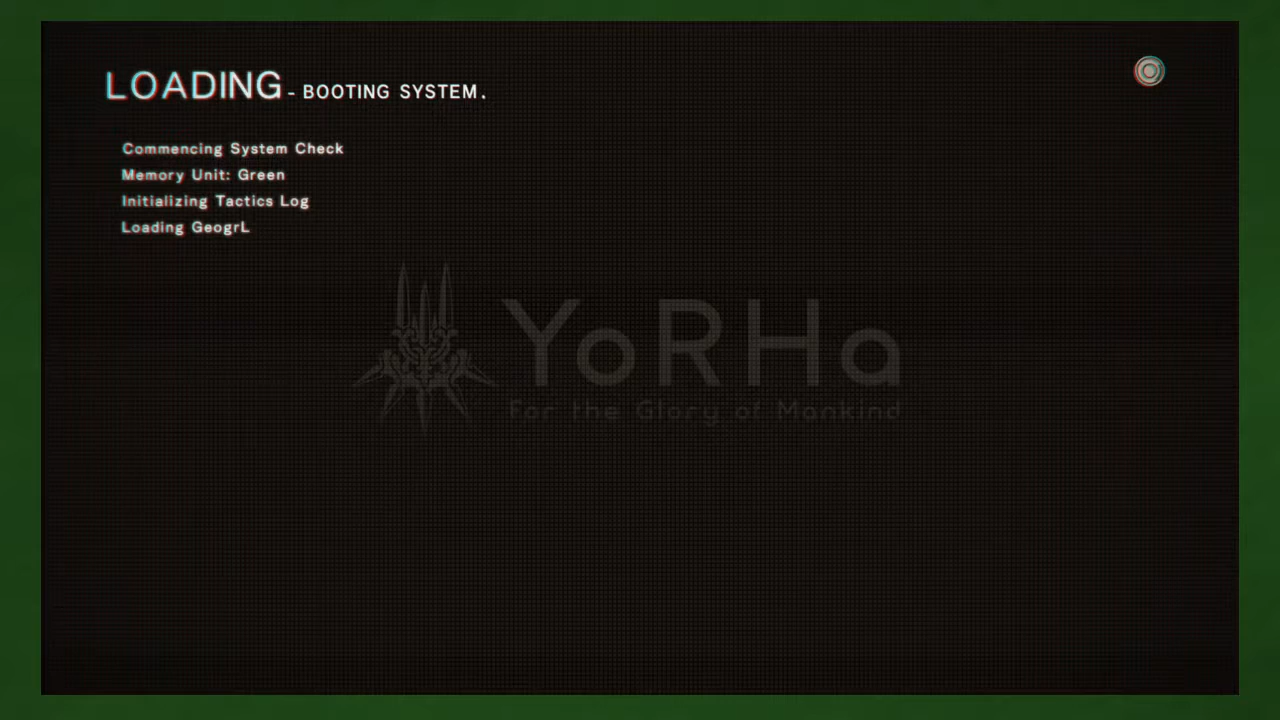 LOADING - BOOTING SYSTEM.
Commencing System Check
Memory Unit: Green
Initializing Tactics Log
Loading GeogrL
YoRHa
For the Glory of Mankind